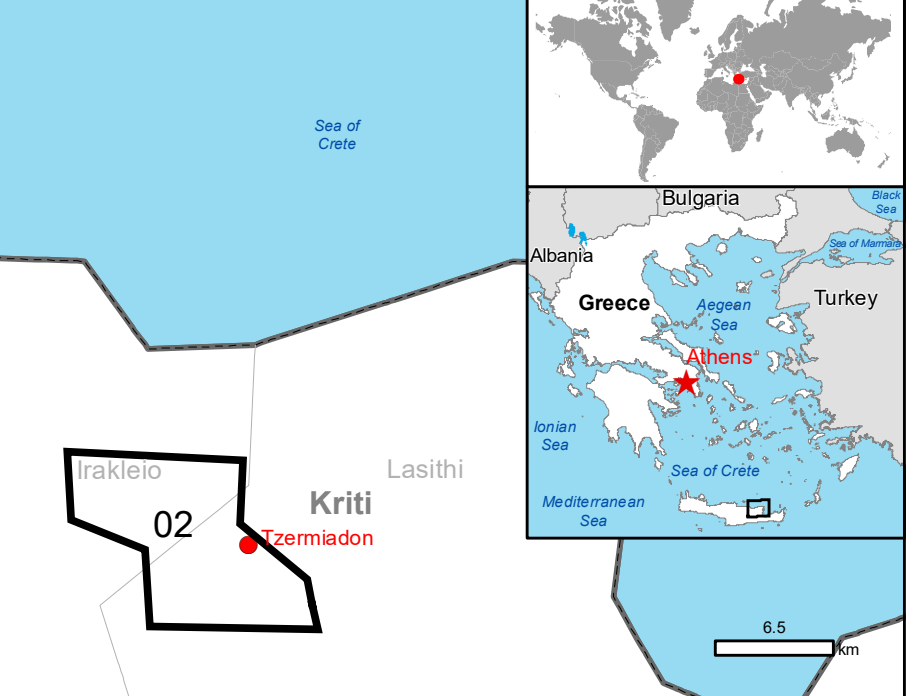 Sea of
Crete
Irakleio
Lasithi
Kriti
02
Tzermiadon
Bulgaria
Black
Sea
Sea of Marmara
Albania
Greece
Aegean
Sea
Turkey
Athens
Ionian
Sea
Sea of Crete
Mediterranean
Sea
6.5
km